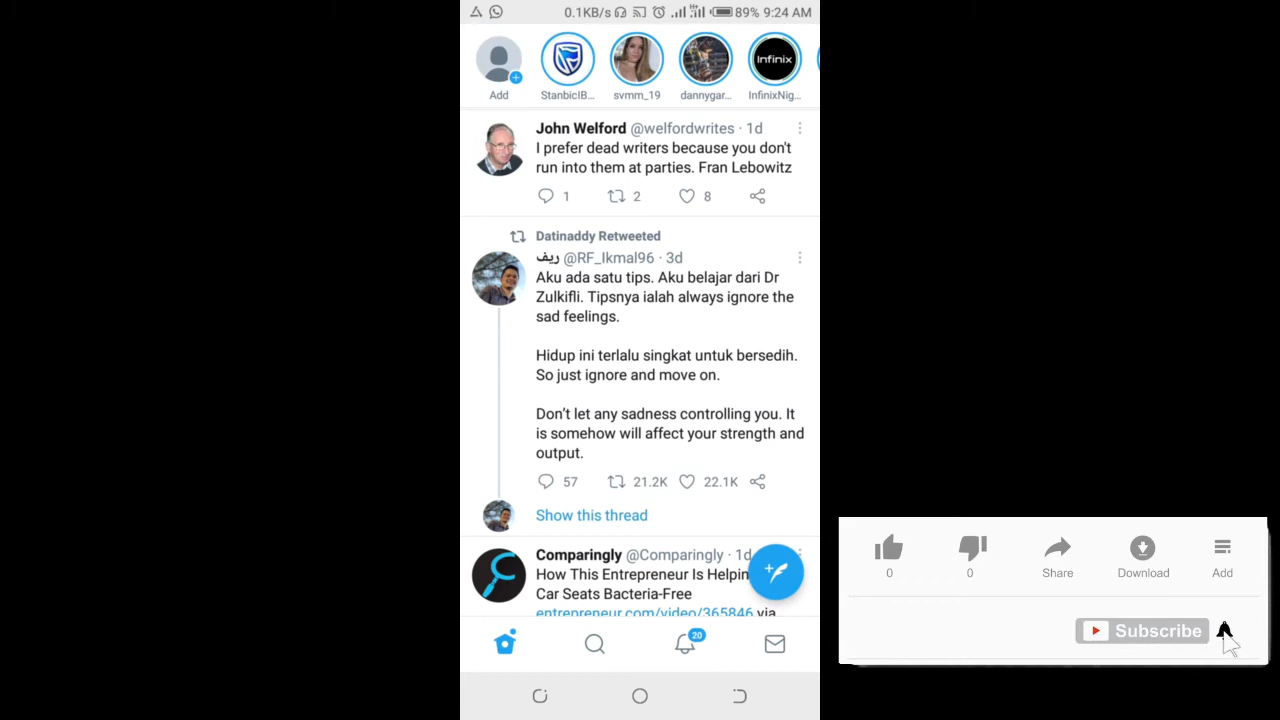 0.1KB/s 89% 9:24 AM
Add StanbicIB... svmm_19 dannygar... Infinix InfinixNig...
John Welford @welfordwrites · 1d
I prefer dead writers because you don't
run into them at parties. Fran Lebowitz
1 2 8
Datinaddy Retweeted
ريف @RF_Ikmal96 · 3d
Aku ada satu tips. Aku belajar dari Dr
Zulkifli. Tipsnya ialah always ignore the
sad feelings.
Hidup ini terlalu singkat untuk bersedih.
So just ignore and move on.
Don't let any sadness controlling you. It
is somehow will affect your strength and
output.
57 21.2K 22.1K
Show this thread
Comparingly @Comparingly · 1d
How This Entrepreneur Is Helpin
Car Seats Bacteria-Free
entrepreneur.com/video/365846 via
20
0 0 Share Download Add
Subscribe